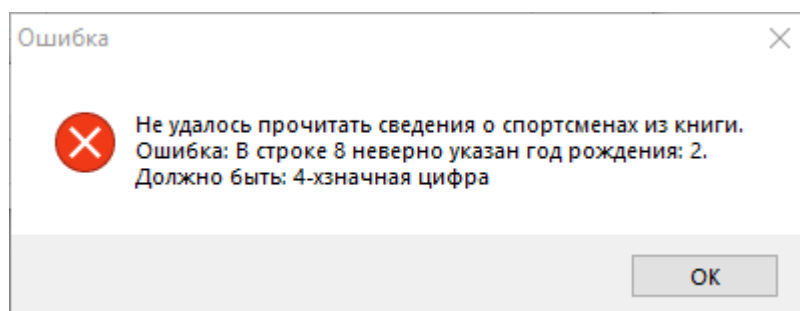 Ошибка
Не удалось прочитать сведения о спортсменах из книги.
Ошибка: В строке 8 неверно указан год рождения: 2.
Должно быть: 4-хзначная цифра
ОК